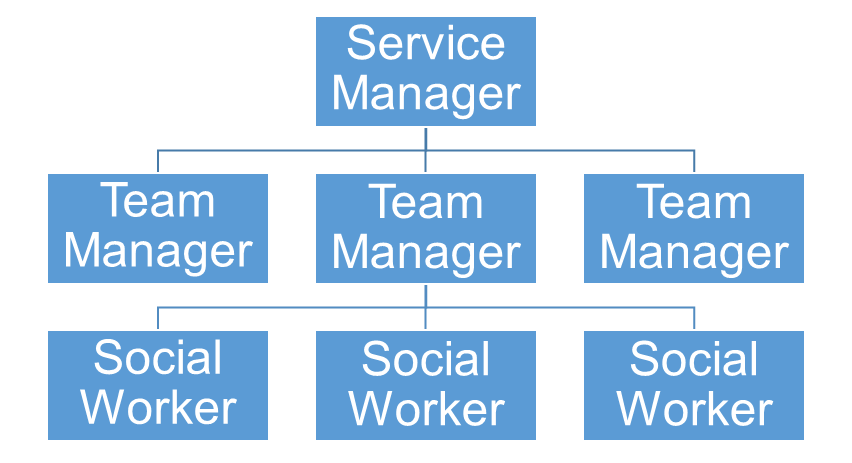 Service
Manager
Team
Manager
Team
Manager
Team
Manager
Social
Worker
Social
Worker
Social
Worker